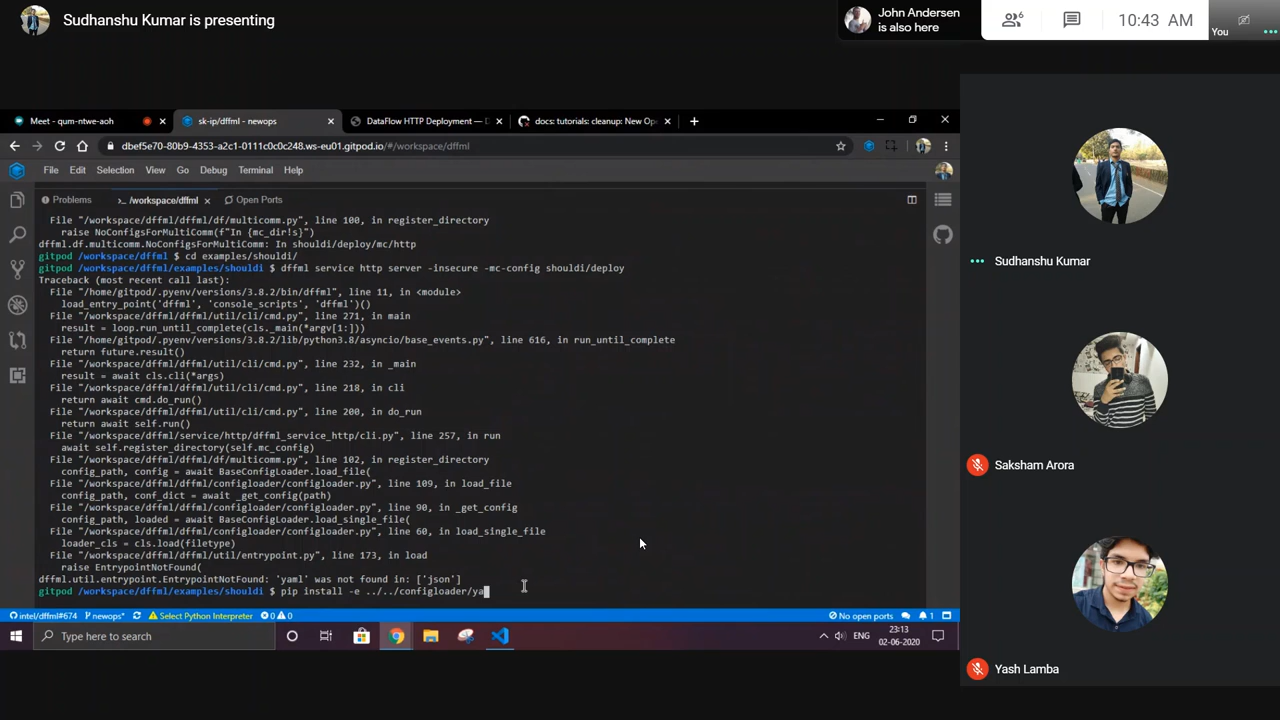 Sudhanshu Kumar is presenting
John Andersen
is also here
6
10:43 AM
You
Meet - qum-ntwe-aoh
sk-ip/dffml - newops
DataFlow HTTP Deployment — D
docs: tutorials: cleanup: New Ope
dbef5e70-80b9-4353-a2c1-0111c0c0c248.ws-eu01.gitpod.io/#/workspace/dffml
File Edit Selection View Go Debug Terminal Help
Problems >_ /workspace/dffml Open Ports
File "/workspace/dffml/dffml/df/multicomm.py", line 100, in register_directory
raise NoConfigsForMultiComm(f"In {mc_dir!s}")
dffml.df.multicomm.NoConfigsForMultiComm: In shouldi/deploy/mc/http
gitpod /workspace/dffml $ cd examples/shouldi/
gitpod /workspace/dffml/examples/shouldi $ dffml service http server -insecure -mc-config shouldi/deploy
Traceback (most recent call last):
File "/home/gitpod/.pyenv/versions/3.8.2/bin/dffml", line 11, in <module>
load_entry_point('dffml', 'console_scripts', 'dffml')()
File "/workspace/dffml/dffml/util/cli/cmd.py", line 271, in main
result = loop.run_until_complete(cls._main(*argv[1:]))
File "/home/gitpod/.pyenv/versions/3.8.2/lib/python3.8/asyncio/base_events.py", line 616, in run_until_complete
return future.result()
File "/workspace/dffml/dffml/util/cli/cmd.py", line 232, in _main
result = await cls.cli(*args)
File "/workspace/dffml/dffml/util/cli/cmd.py", line 218, in cli
return await cmd.do_run()
File "/workspace/dffml/dffml/util/cli/cmd.py", line 200, in do_run
return await self.run()
File "/workspace/dffml/service/http/dffml_service_http/cli.py", line 257, in run
await self.register_directory(self.mc_config)
File "/workspace/dffml/dffml/df/multicomm.py", line 102, in register_directory
config_path, config = await BaseConfigLoader.load_file(
File "/workspace/dffml/dffml/configloader/configloader.py", line 109, in load_file
config_path, conf_dict = await _get_config(path)
File "/workspace/dffml/dffml/configloader/configloader.py", line 90, in _get_config
config_path, loaded = await BaseConfigLoader.load_single_file(
File "/workspace/dffml/dffml/configloader/configloader.py", line 60, in load_single_file
loader_cls = cls.load(filetype)
File "/workspace/dffml/dffml/util/entrypoint.py", line 173, in load
raise EntrypointNotFound(
dffml.util.entrypoint.EntrypointNotFound: 'yaml' was not found in: ['json']
gitpod /workspace/dffml/examples/shouldi $ pip install -e ../../configloader/ya
intel/dffml#674 newops* Select Python Interpreter 0 0 No open ports 1
Type here to search
ENG
23:13
02-06-2020
Sudhanshu Kumar
Saksham Arora
Yash Lamba